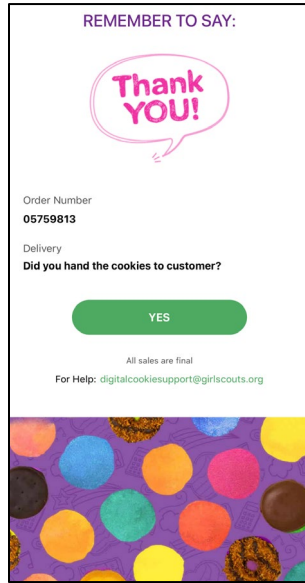 REMEMBER TO SAY:
Thank
YOU!
Order Number
05759813
Delivery
Did you hand the cookies to customer?
YES
All sales are final
For Help: digitalcookiesupport@girlscouts.org